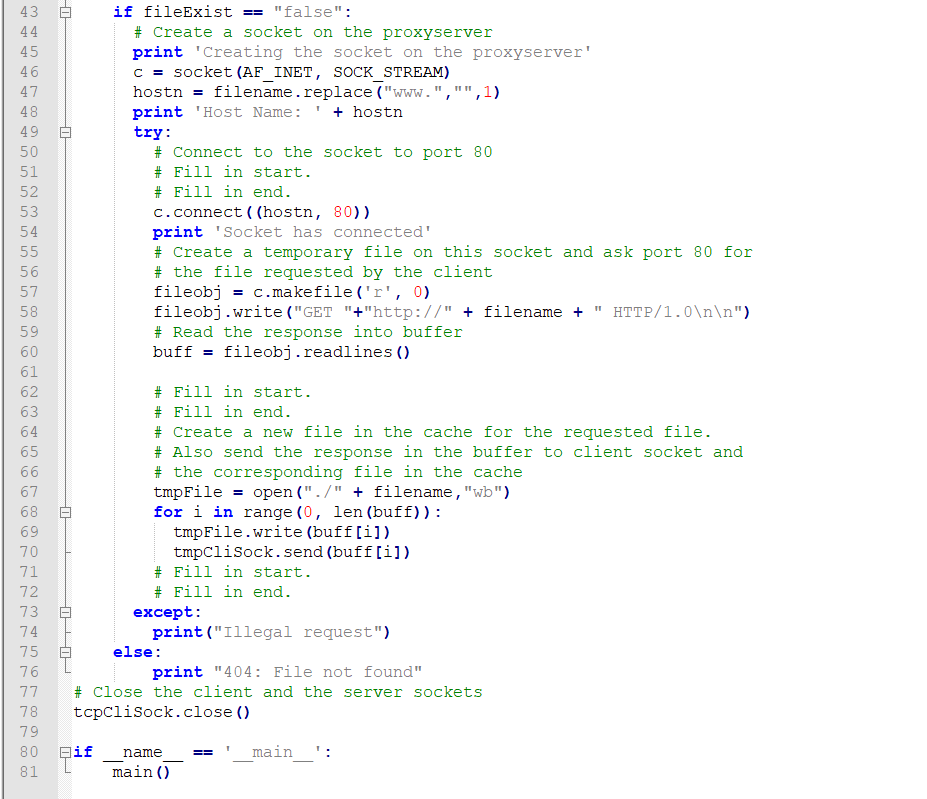 43 if fileExist == "false":
44 # Create a socket on the proxyserver
45 print 'Creating the socket on the proxyserver'
46 c = socket(AF_INET, SOCK_STREAM)
47 hostn = filename.replace("www.","",1)
48 print 'Host Name: ' + hostn
49 try:
50 # Connect to the socket to port 80
51 # Fill in start.
52 # Fill in end.
53 c.connect((hostn, 80))
54 print 'Socket has connected'
55 # Create a temporary file on this socket and ask port 80 for
56 # the file requested by the client
57 fileobj = c.makefile('r', 0)
58 fileobj.write("GET "+"http://" + filename + " HTTP/1.0\n\n")
59 # Read the response into buffer
60 buff = fileobj.readlines()
61
62 # Fill in start.
63 # Fill in end.
64 # Create a new file in the cache for the requested file.
65 # Also send the response in the buffer to client socket and
66 # the corresponding file in the cache
67 tmpFile = open("./" + filename,"wb")
68 for i in range(0, len(buff)):
69 tmpFile.write(buff[i])
70 tmpCliSock.send(buff[i])
71 # Fill in start.
72 # Fill in end.
73 except:
74 print("Illegal request")
75 else:
76 print "404: File not found"
77 # Close the client and the server sockets
78 tcpCliSock.close()
79
80 if __name__ == '__main__':
81 main()